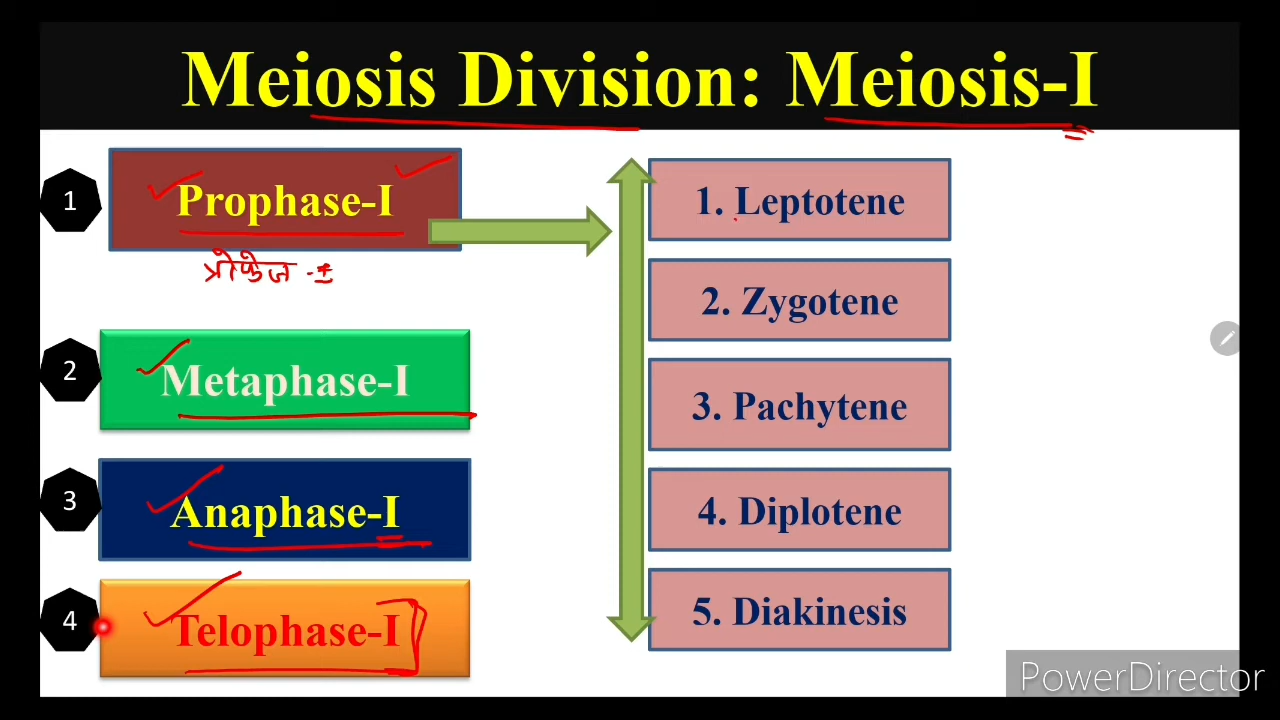 Meiosis Division: Meiosis-I
1
Prophase-I
प्रोफेज -I
2
Metaphase-I
3
Anaphase-I
4
Telophase-I
1. Leptotene
2. Zygotene
3. Pachytene
4. Diplotene
5. Diakinesis
PowerDirector